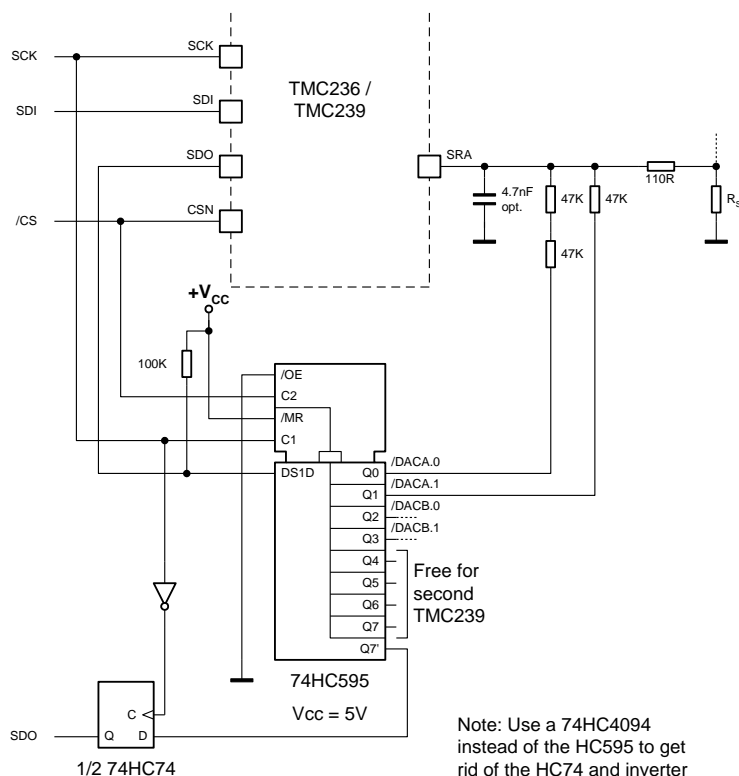 SCK
SCK
TMC236 /
TMC239
SDI
SDI
SDO
SRA
110R
4.7nF
opt.
47K
47K
R_S
/CS
CSN
47K
+V_CC
100K
/OE
C2
/MR
C1
DS1D
Q0
/DACA.0
Q1
/DACA.1
Q2
/DACB.0
Q3
/DACB.1
Q4
Q5
Q6
Q7
Q7'
Free for
second
TMC239
74HC595
Vcc = 5V
C
SDO
Q
D
1/2 74HC74
Note: Use a 74HC4094
instead of the HC595 to get
rid of the HC74 and inverter